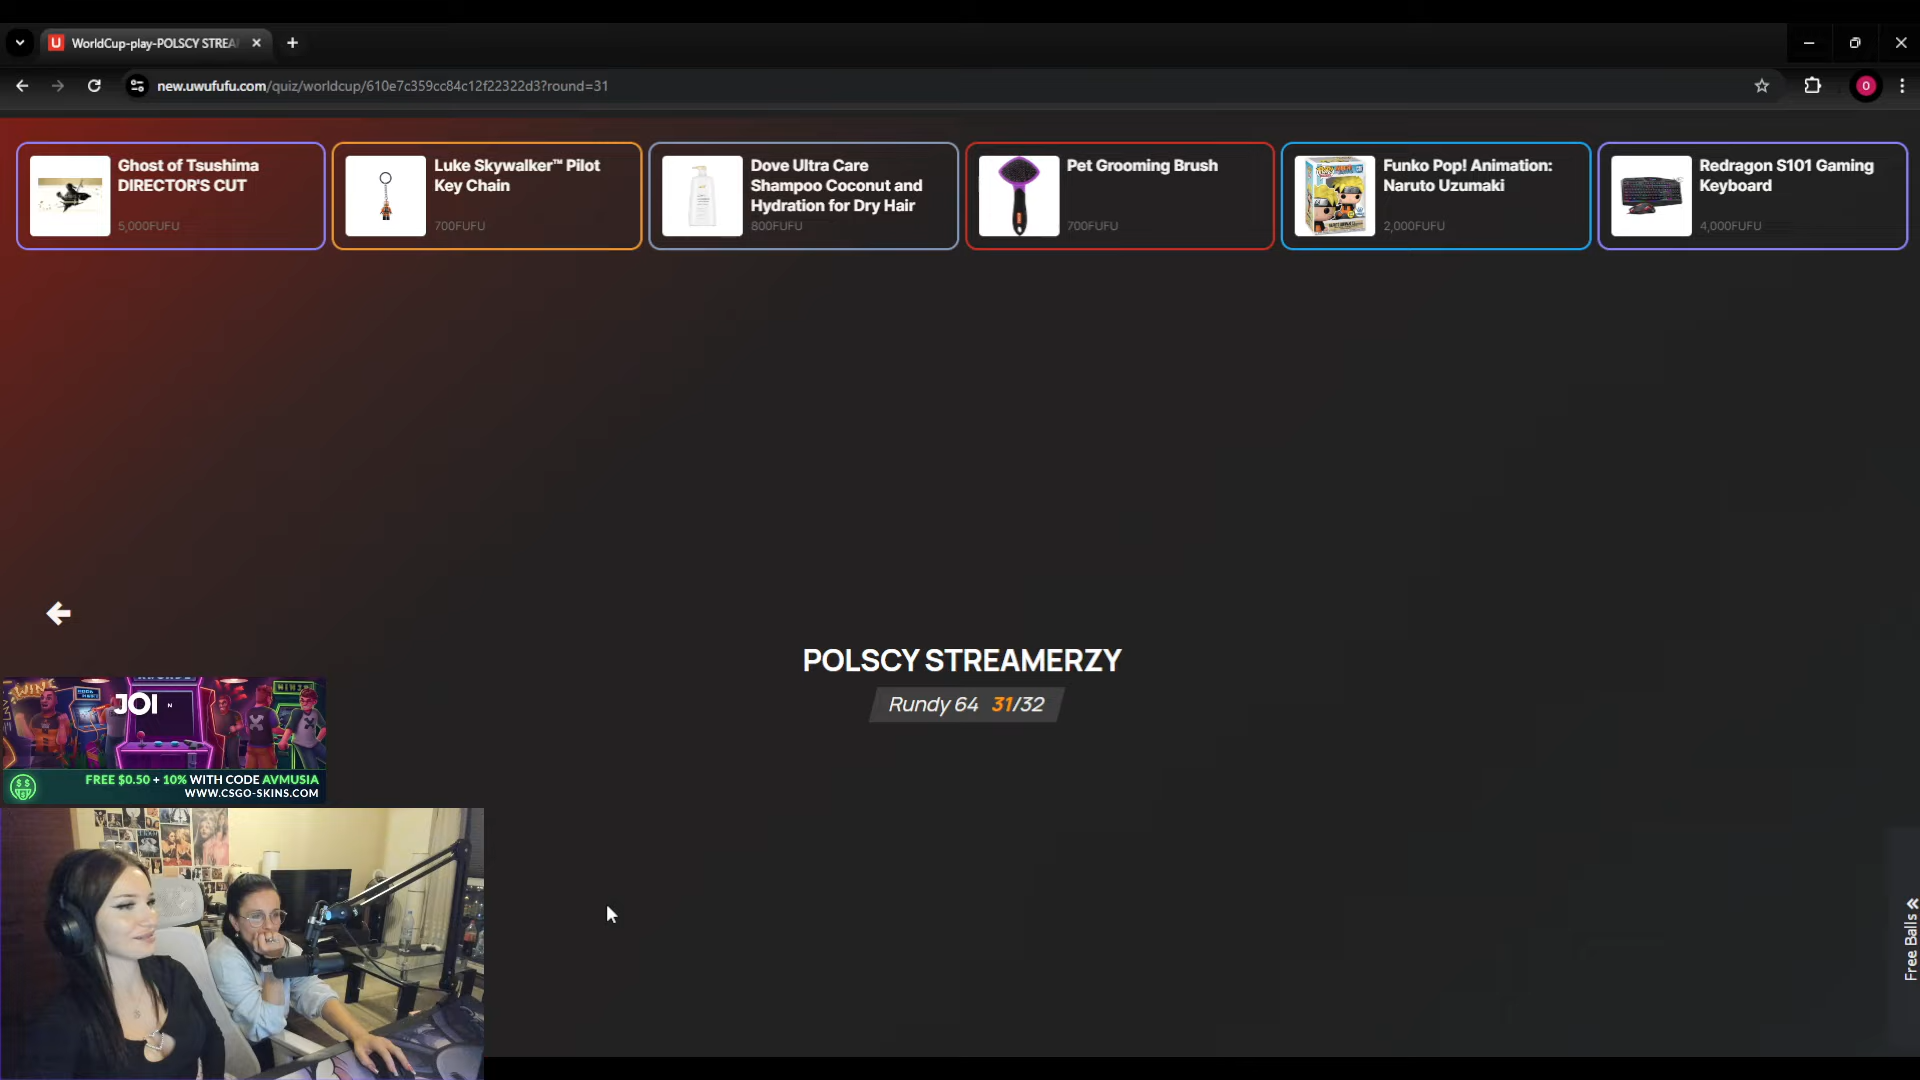 WorldCup-play-POLSCY STREA
new.uwufufu.com/quiz/worldcup/610e7c359cc84c12f22322d3?round=31
O
Ghost of Tsushima
DIRECTOR'S CUT
5,000FUFU
Luke Skywalker™ Pilot
Key Chain
700FUFU
Dove Ultra Care
Shampoo Coconut and
Hydration for Dry Hair
800FUFU
Pet Grooming Brush
700FUFU
Funko Pop! Animation:
Naruto Uzumaki
2,000FUFU
Redragon S101 Gaming
Keyboard
4,000FUFU
POLSCY STREAMERZY
Rundy 64 31/32
WIN
JOIN
FREE $0.50 + 10% WITH CODE AVMUSIA
WWW.CSGO-SKINS.COM
Free Balls